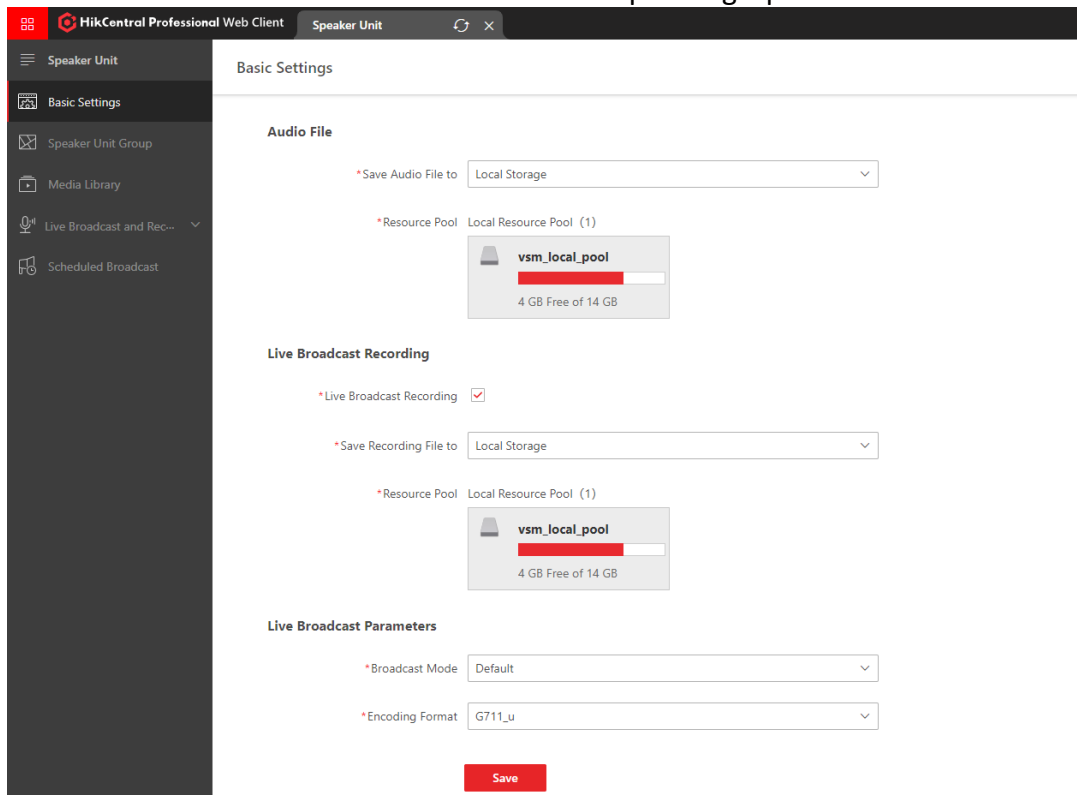 HikCentral Professional Web Client Speaker Unit
Speaker Unit
Basic Settings
Speaker Unit Group
Media Library
Live Broadcast and Rec...
Scheduled Broadcast
Basic Settings
Audio File
*Save Audio File to Local Storage
*Resource Pool Local Resource Pool (1)
vsm_local_pool
4 GB Free of 14 GB
Live Broadcast Recording
*Live Broadcast Recording
*Save Recording File to Local Storage
*Resource Pool Local Resource Pool (1)
vsm_local_pool
4 GB Free of 14 GB
Live Broadcast Parameters
*Broadcast Mode Default
*Encoding Format G711_u
Save